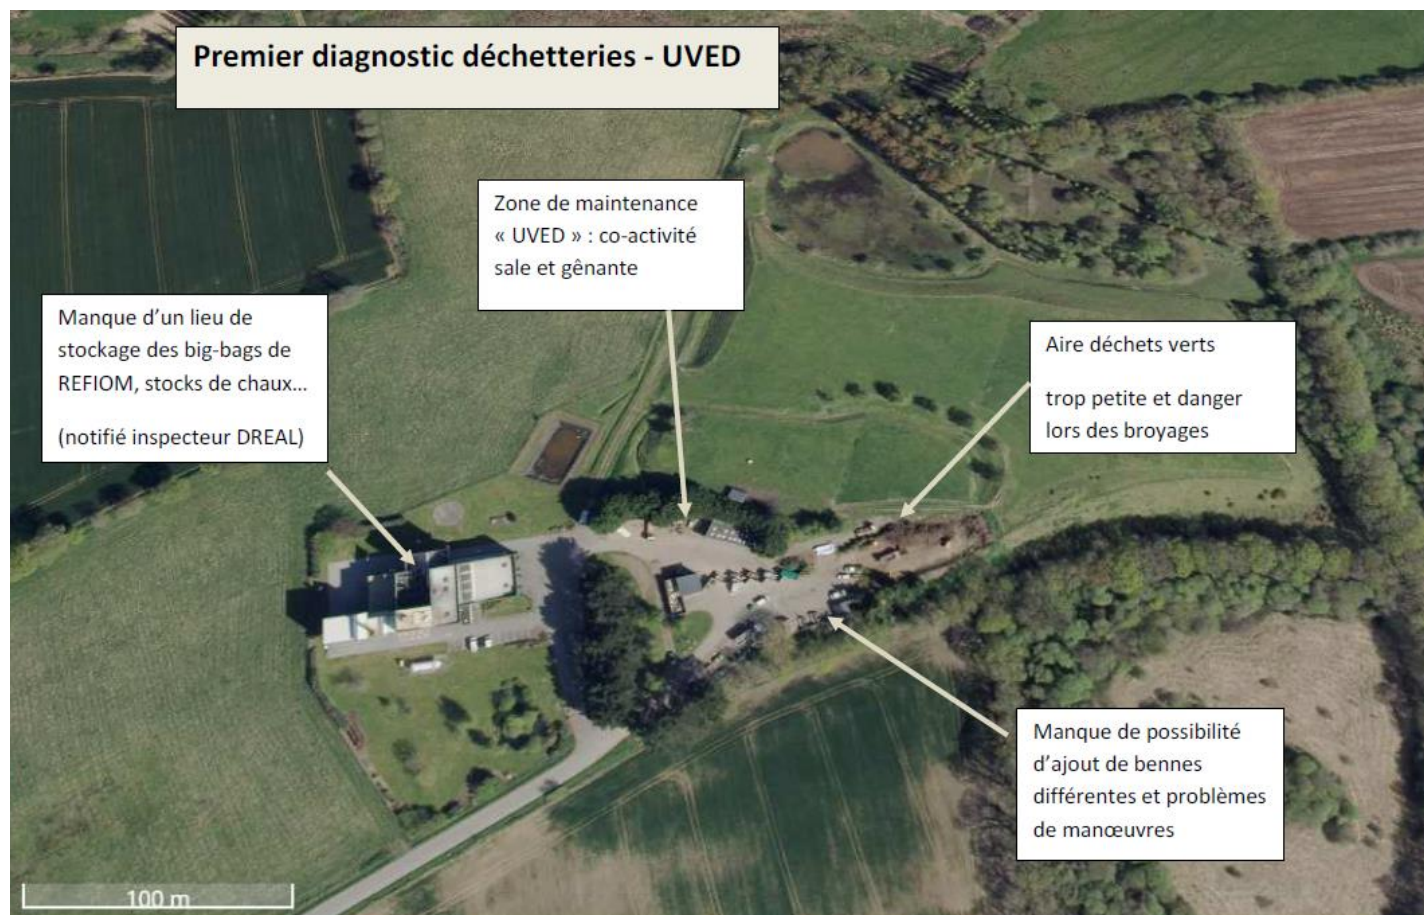 Premier diagnostic déchetteries - UVED
Zone de maintenance
« UVED » : co-activité
sale et gênante
Manque d’un lieu de
stockage des big-bags de
REFIOM, stocks de chaux…
(notifié inspecteur DREAL)
Aire déchets verts
trop petite et danger
lors des broyages
Manque de possibilité
d’ajout de bennes
différentes et problèmes
de manœuvres
100 m